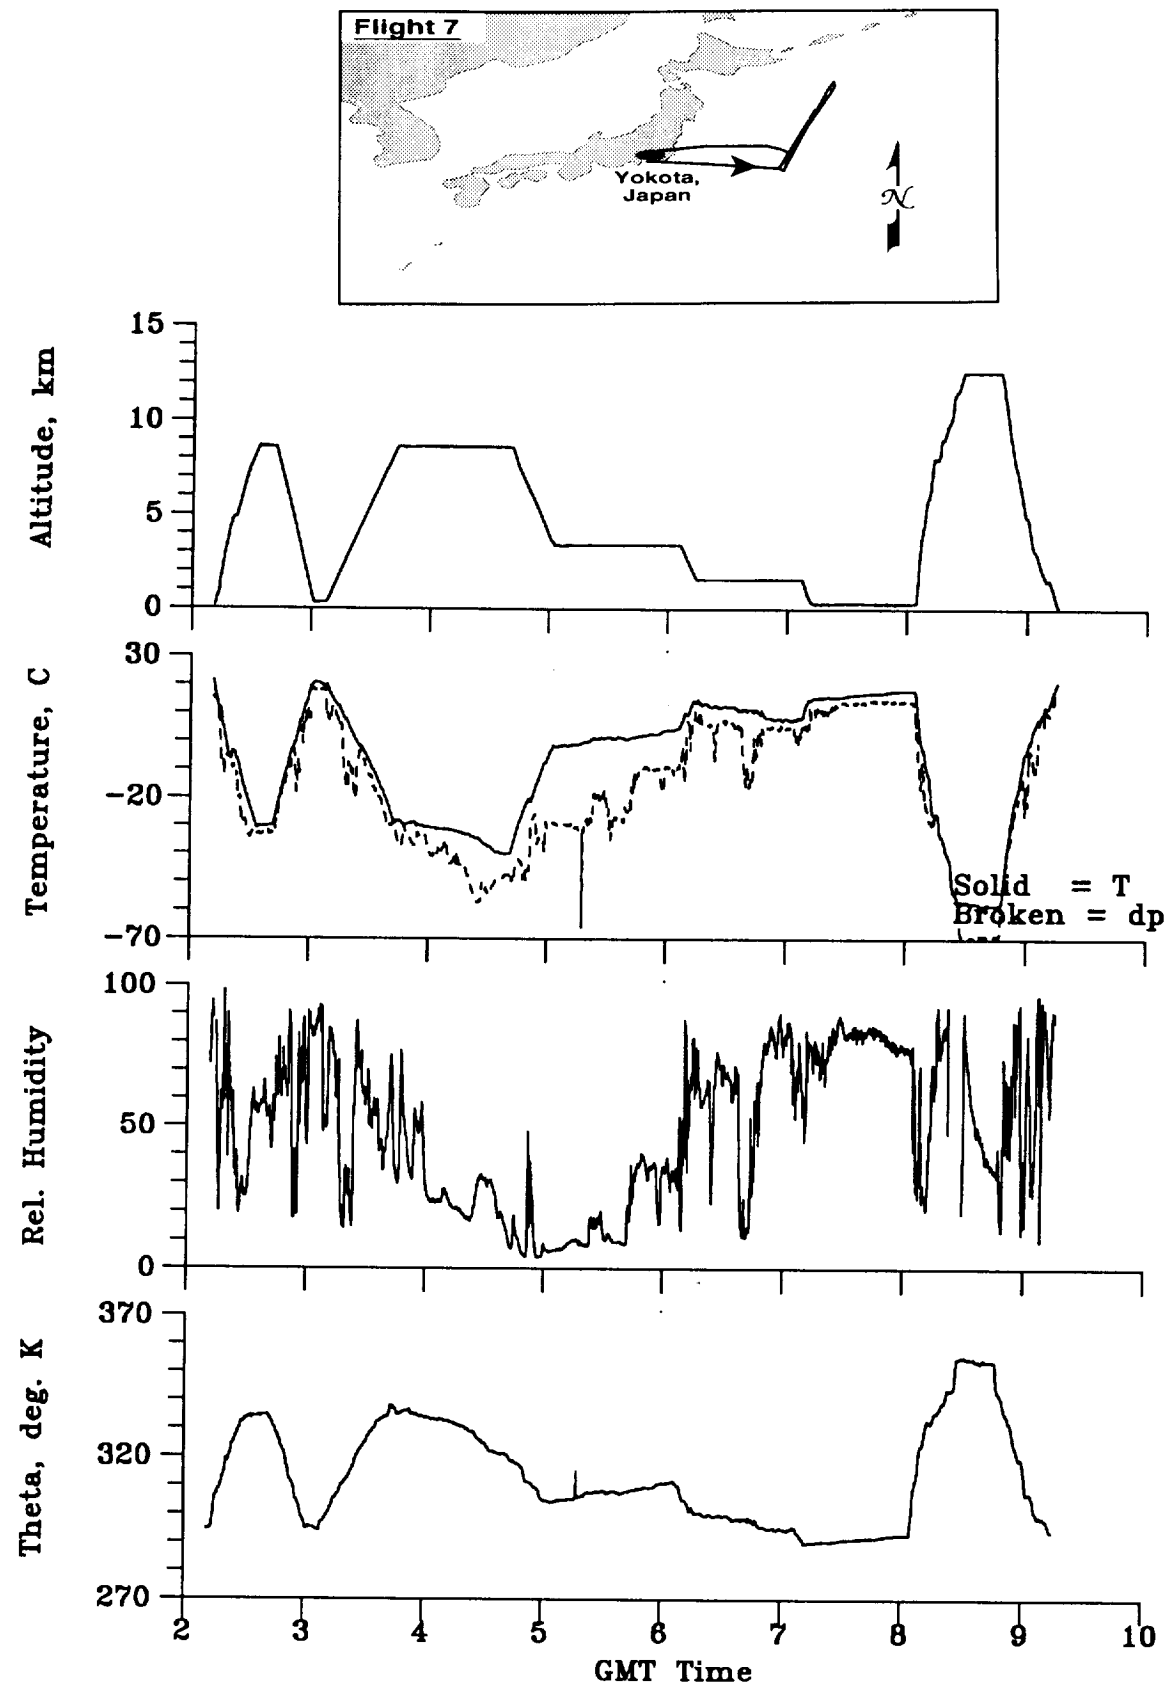 Flight 7
Yokota,
Japan
N
15
10
5
0
Altitude, km
30
-20
-70
Temperature, C
Solid = T
Broken = dp
100
50
0
Rel. Humidity
370
320
270
Theta, deg. K
2 3 4 5 6 7 8 9 10
GMT Time